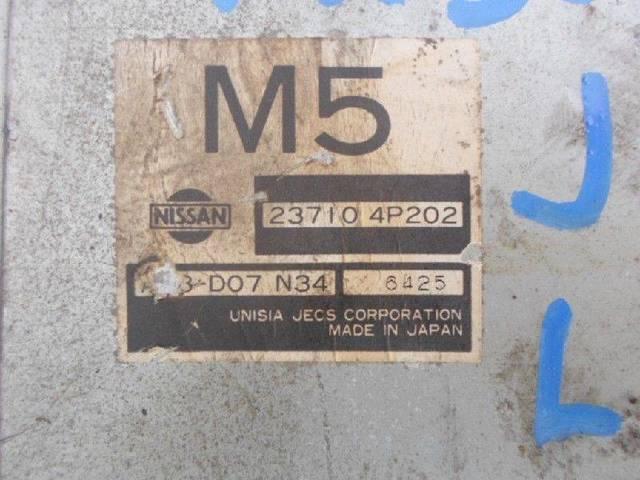 M5
NISSAN
23710 4P202
D07 N34 6425
UNISIA JECS CORPORATION
MADE IN JAPAN
J
L